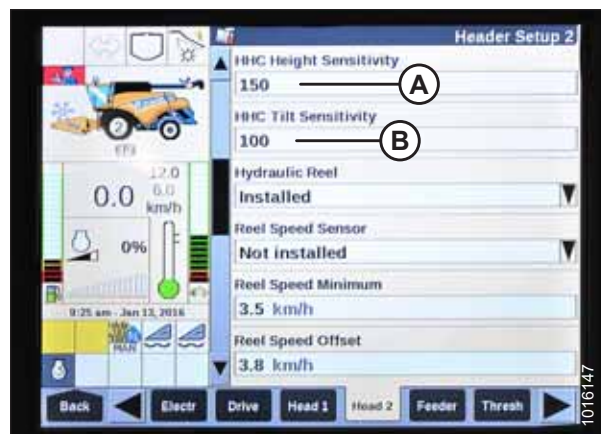 Header Setup 2
HHC Height Sensitivity
150
A
HHC Tilt Sensitivity
100
B
Hydraulic Reel
Installed
Reel Speed Sensor
Not installed
Reel Speed Minimum
3.5 km/h
Reel Speed Offset
3.8 km/h
2
12.0
0.0 6.0
km/h
0%
9:25 am - Jan 13, 2016
MAN
Back Electr Drive Head 1 Head 2 Feeder Thresh
1016147